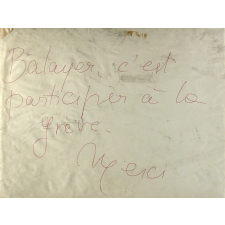 Balayer, c'est
participer à la
grève.
Merci